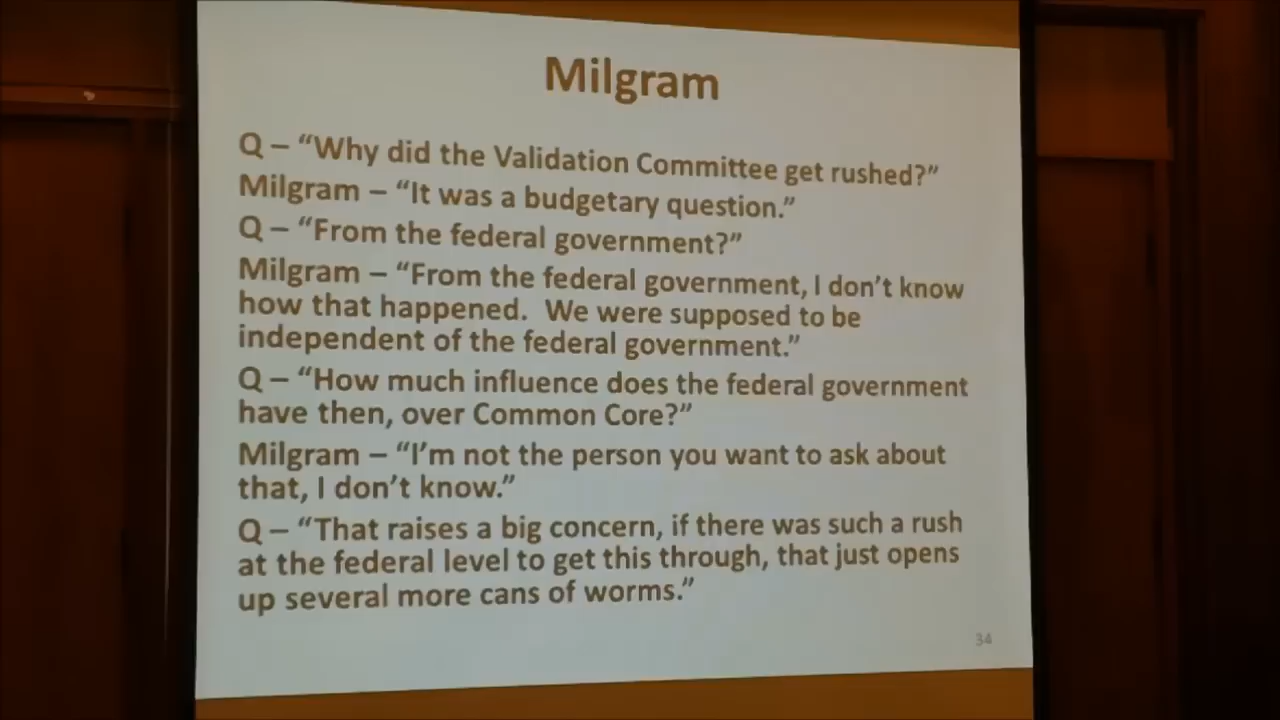 Milgram
Q – “Why did the Validation Committee get rushed?”
Milgram – “It was a budgetary question.”
Q – “From the federal government?”
Milgram – “From the federal government, I don’t know
how that happened.  We were supposed to be
independent of the federal government.”
Q – “How much influence does the federal government
have then, over Common Core?”
Milgram – “I’m not the person you want to ask about
that, I don’t know.”
Q – “That raises a big concern, if there was such a rush
at the federal level to get this through, that just opens
up several more cans of worms.”
34